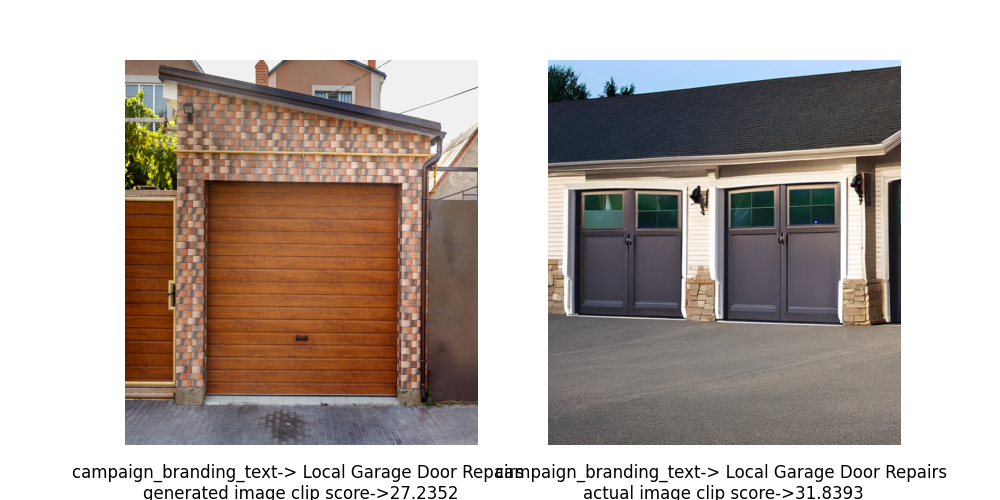 campaign_branding_text-> Local Garage Door Repairs
generated image clip score->27.2352
campaign_branding_text-> Local Garage Door Repairs
actual image clip score->31.8393